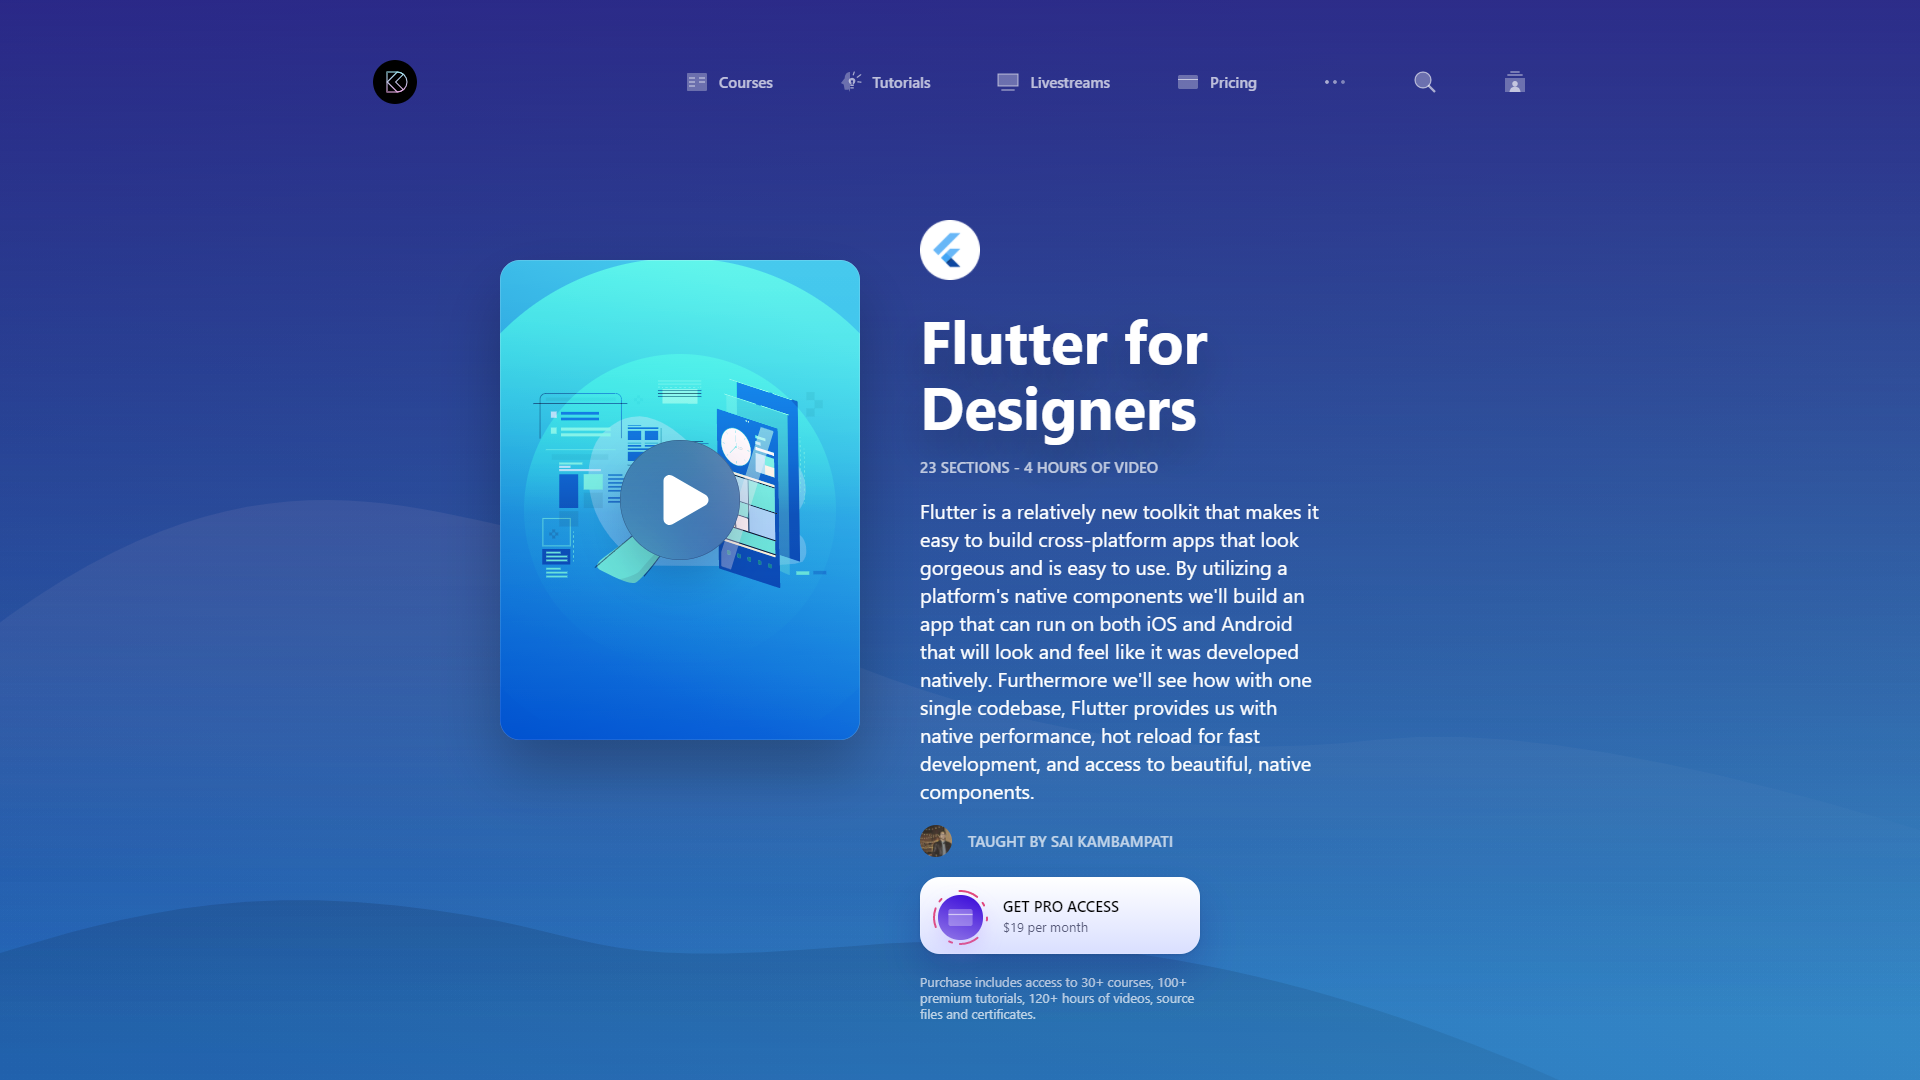 Courses
Tutorials
Livestreams
Pricing
Flutter for
Designers
23 SECTIONS - 4 HOURS OF VIDEO
Flutter is a relatively new toolkit that makes it
easy to build cross-platform apps that look
gorgeous and is easy to use. By utilizing a
platform's native components we'll build an
app that can run on both iOS and Android
that will look and feel like it was developed
natively. Furthermore we'll see how with one
single codebase, Flutter provides us with
native performance, hot reload for fast
development, and access to beautiful, native
components.
TAUGHT BY SAI KAMBAMPATI
GET PRO ACCESS
$19 per month
Purchase includes access to 30+ courses, 100+
premium tutorials, 120+ hours of videos, source
files and certificates.